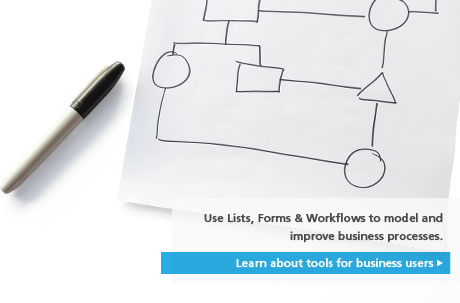 Use Lists, Forms & Workflows to model and
improve business processes.
Learn about tools for business users ▸